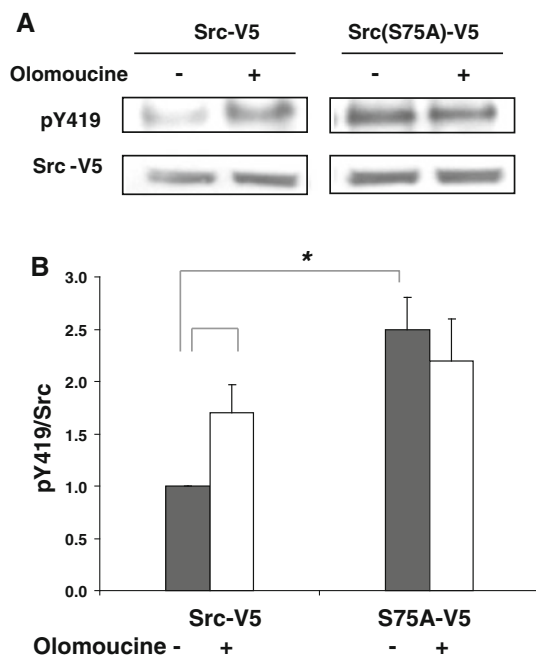 A
Src-V5 Src(S75A)-V5
Olomoucine - + - +
pY419
Src -V5
B
*
3.0
2.5
2.0
1.5
1.0
0.5
0.0
pY419/Src
Src-V5 S75A-V5
Olomoucine - + - +